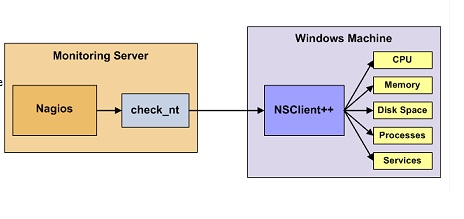 Monitoring Server
Nagios
check_nt
Windows Machine
NSClient++
CPU
Memory
Disk Space
Processes
Services